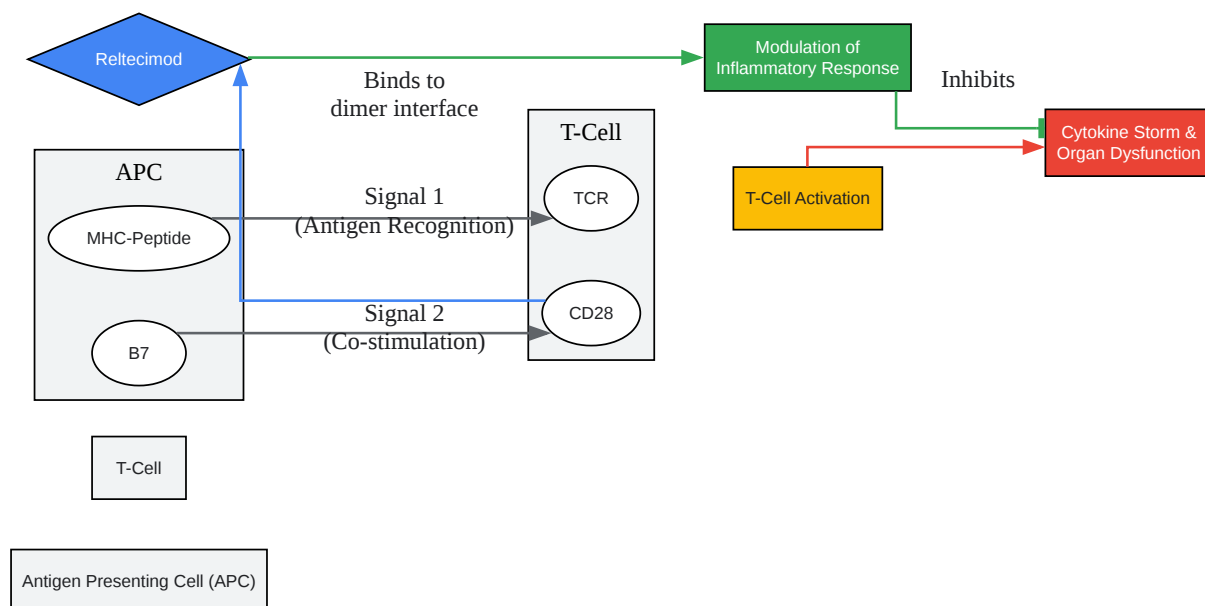 Reltecimod
Modulation of
Inflammatory Response
Binds to
dimer interface
Inhibits
Cytokine Storm &
Organ Dysfunction
T-Cell
APC
TCR
Signal 1
(Antigen Recognition)
MHC-Peptide
T-Cell Activation
CD28
Signal 2
(Co-stimulation)
B7
T-Cell
Antigen Presenting Cell (APC)